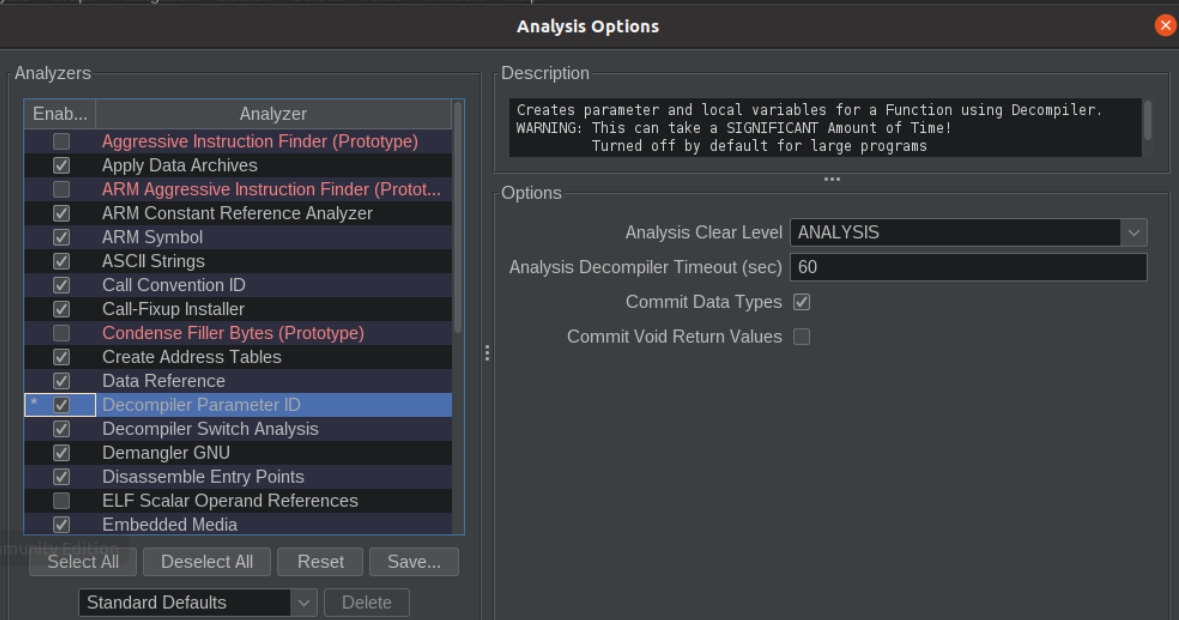 Analysis Options
Analyzers
Enab... Analyzer
Aggressive Instruction Finder (Prototype)
Apply Data Archives
ARM Aggressive Instruction Finder (Protot...
ARM Constant Reference Analyzer
ARM Symbol
ASCII Strings
Call Convention ID
Call-Fixup Installer
Condense Filler Bytes (Prototype)
Create Address Tables
Data Reference
* Decompiler Parameter ID
Decompiler Switch Analysis
Demangler GNU
Disassemble Entry Points
ELF Scalar Operand References
Embedded Media
Select All Deselect All Reset Save...
Standard Defaults Delete
Description
Creates parameter and local variables for a Function using Decompiler.
WARNING: This can take a SIGNIFICANT Amount of Time!
Turned off by default for large programs
Options
Analysis Clear Level ANALYSIS
Analysis Decompiler Timeout (sec) 60
Commit Data Types
Commit Void Return Values